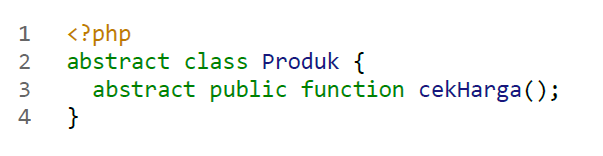 1 <?php
2 abstract class Produk {
3   abstract public function cekHarga();
4 }